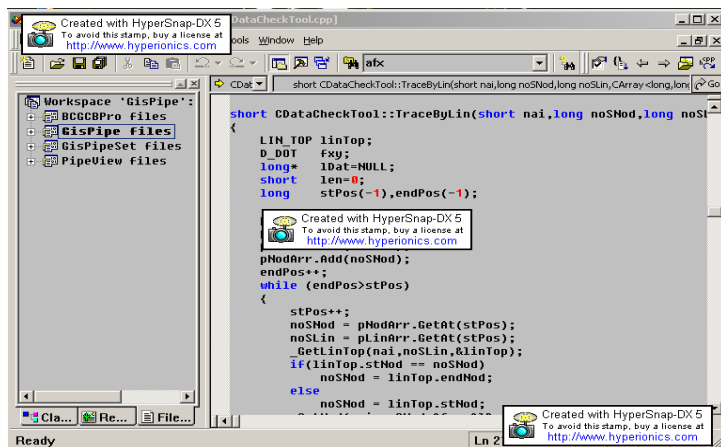 Created with HyperSnap-DX 5
To avoid this stamp, buy a license at
http://www.hyperionics.com
CDataCheckTool.cpp]
ools Window Help
afx
CDat
short CDataCheckTool::TraceByLin(short nai,long noSNod,long noSLin,CArray<long,long
Go
Workspace 'GisPipe':
BCGCBPro files
GisPipe files
GisPipeSet files
PipeView files
short CDataCheckTool::TraceByLin(short nai,long noSNod,long noSl
{
LIN_TOP linTop;
D_DOT fxy;
long* lDat=NULL;
short len=0;
long stPos(-1),endPos(-1);
Created with HyperSnap-DX 5
To avoid this stamp, buy a license at
http://www.hyperionics.com
pNodArr.Add(noSNod);
endPos++;
while (endPos>stPos)
{
stPos++;
noSNod = pNodArr.GetAt(stPos);
noSLin = pLinArr.GetAt(stPos);
_GetLinTop(nai,noSLin,&linTop);
if(linTop.stNod == noSNod)
noSNod = linTop.endNod;
else
noSNod = linTop.stNod;
Cla... Re... File...
Created with HyperSnap-DX 5
To avoid this stamp, buy a license at
http://www.hyperionics.com
Ready
Ln 2